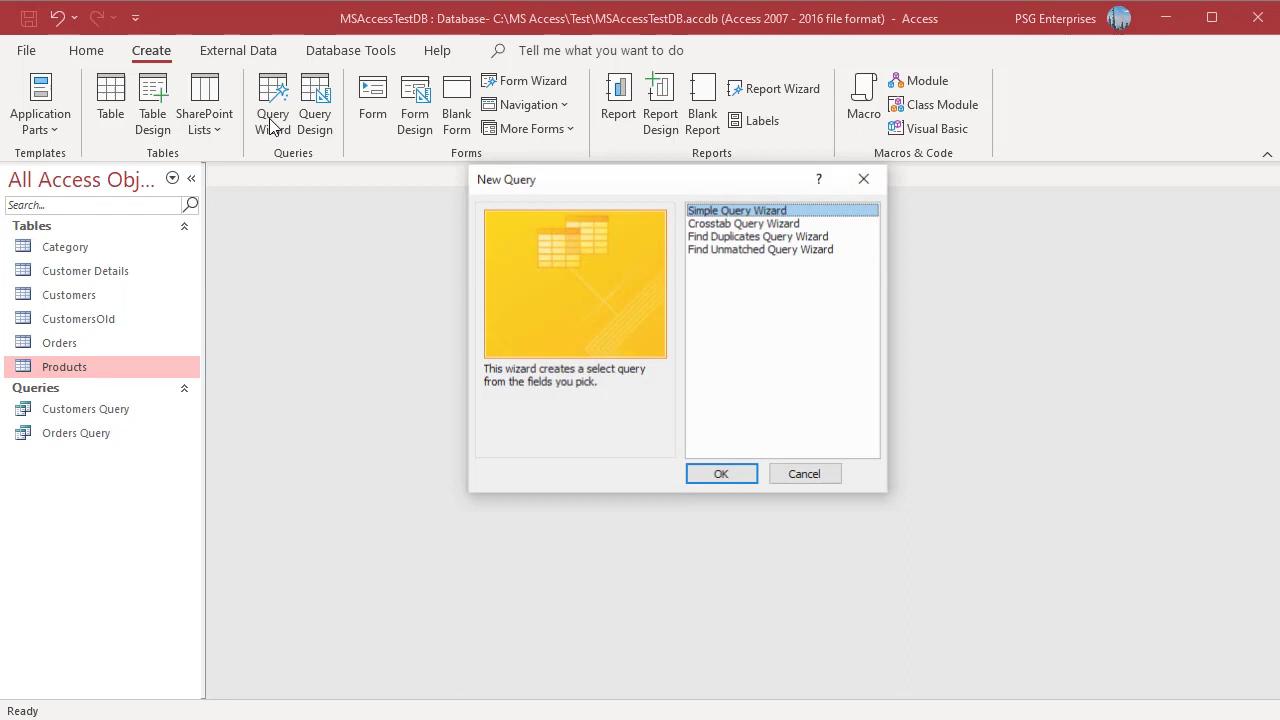 MSAccessTestDB : Database- C:\MS Access\Test\MSAccessTestDB.accdb (Access 2007 - 2016 file format) - Access
PSG Enterprises
File
Home
Create
External Data
Database Tools
Help
Tell me what you want to do
Application
Parts
Table
Table
Design
SharePoint
Lists
Query
Wizard
Query
Design
Form
Form
Design
Blank
Form
Form Wizard
Navigation
More Forms
Report
Report
Design
Blank
Report
Report Wizard
Labels
Macro
Module
Class Module
Visual Basic
Templates
Tables
Queries
Forms
Reports
Macros & Code
All Access Obj...
Search...
Tables
Category
Customer Details
Customers
CustomersOld
Orders
Products
Queries
Customers Query
Orders Query
New Query
?
Simple Query Wizard
Crosstab Query Wizard
Find Duplicates Query Wizard
Find Unmatched Query Wizard
This wizard creates a select query
from the fields you pick.
OK
Cancel
Ready